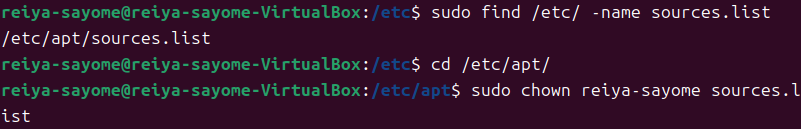 reiya-sayome@reiya-sayome-VirtualBox:/etc$ sudo find /etc/ -name sources.list
/etc/apt/sources.list
reiya-sayome@reiya-sayome-VirtualBox:/etc$ cd /etc/apt/
reiya-sayome@reiya-sayome-VirtualBox:/etc/apt$ sudo chown reiya-sayome sources.l
ist